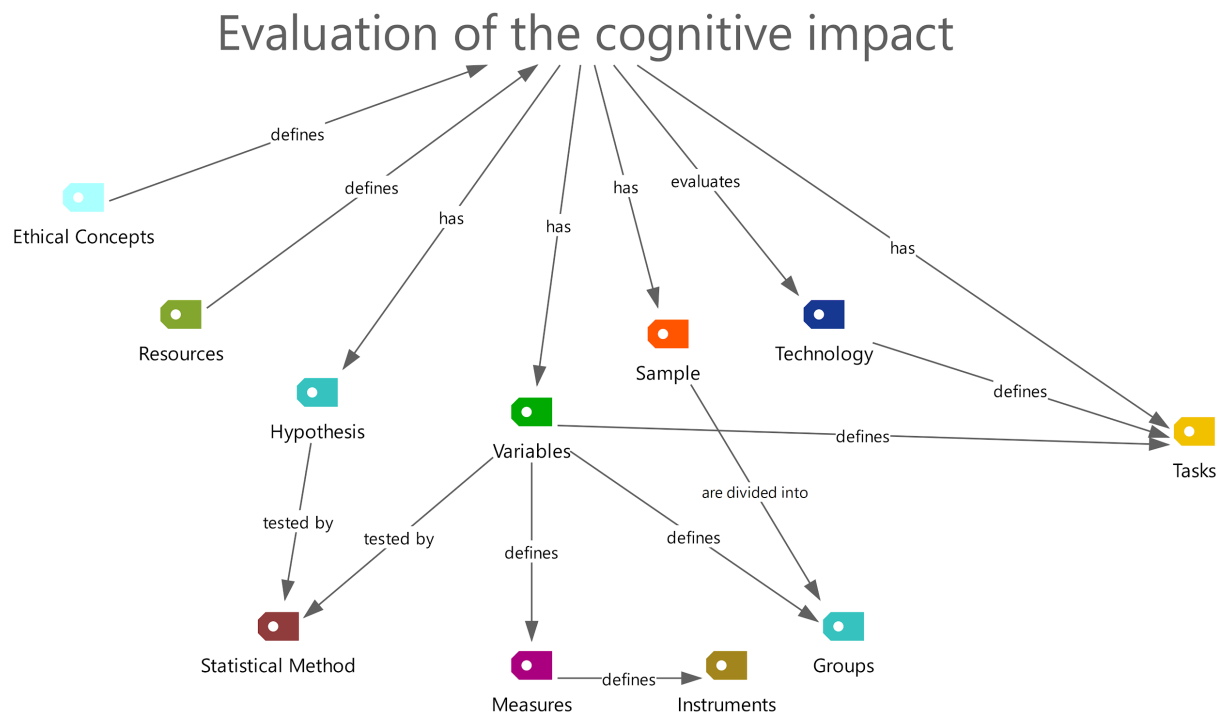 Evaluation of the cognitive impact
defines
evaluates
has
defines
has
has
has
has
Ethical Concepts
Resources
Technology
Sample
defines
Hypothesis
Variables
defines
Tasks
are divided into
tested by
tested by
defines
defines
Statistical Method
Groups
defines
Measures
Instruments